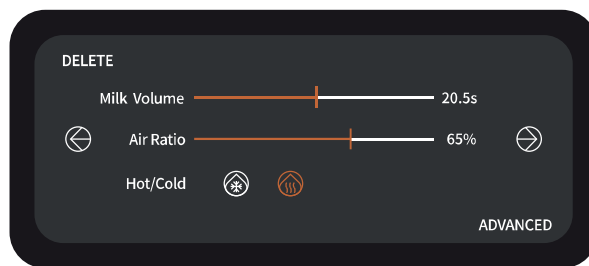 DELETE
Milk Volume 20.5s
Air Ratio 65%
Hot/Cold
ADVANCED